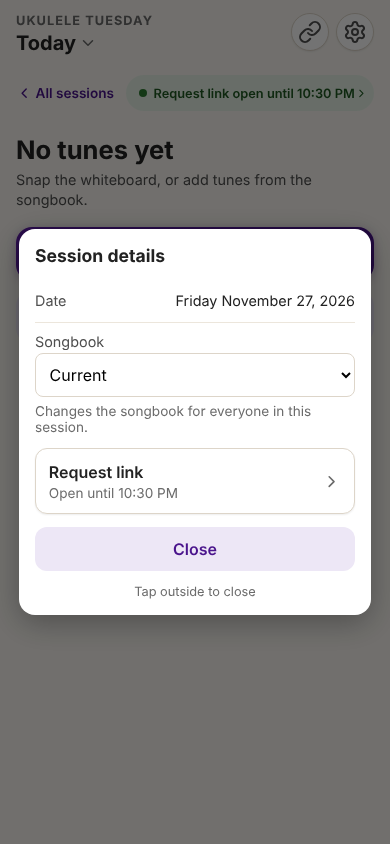 UKULELE TUESDAY
Today
All sessions
Request link open until 10:30 PM
No tunes yet
Snap the whiteboard, or add tunes from the
songbook.
Session details
Date
Friday November 27, 2026
Songbook
Current
Changes the songbook for everyone in this
session.
Request link
Open until 10:30 PM
Close
Tap outside to close